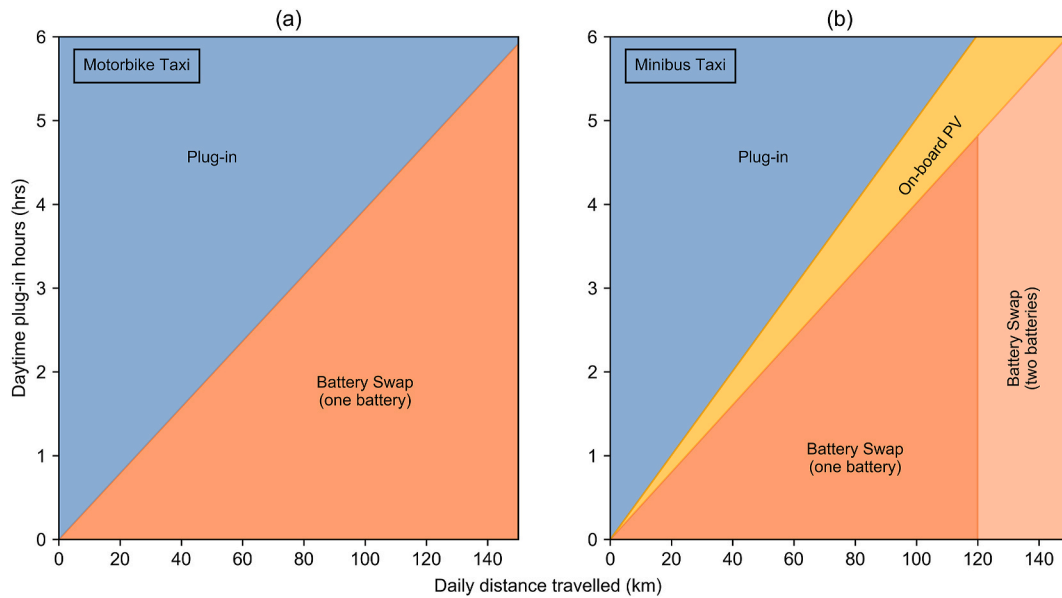 (a)
(b)
6
5
4
3
2
1
0
Daytime plug-in hours (hrs)
Motorbike Taxi
Plug-in
Battery Swap
(one battery)
0
20
40
60
80
100
120
140
6
5
4
3
2
1
0
Minibus Taxi
Plug-in
On-board PV
Battery Swap
(one battery)
Battery Swap
(two batteries)
0
20
40
60
80
100
120
140
Daily distance travelled (km)